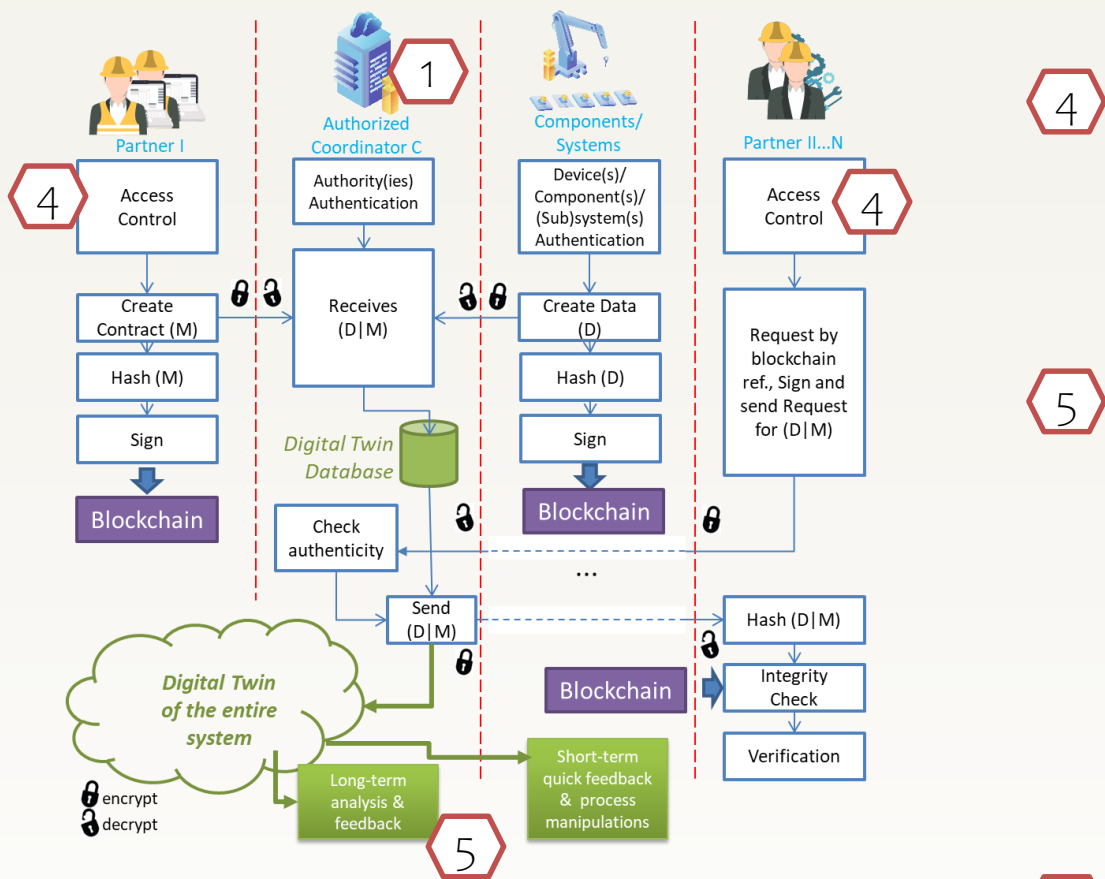 Partner I
Authorized
Coordinator C
1
Components/
Systems
Partner II...N
4
4
Access
Control
Authority(ies)
Authentication
Device(s)/
Component(s)/
(Sub)system(s)
Authentication
Access
Control
4
Create
Contract (M)
Receives
(D|M)
Create Data
(D)
Request by
blockchain
ref., Sign and
send Request
for (D|M)
5
Hash (M)
Hash (D)
Sign
Sign
Digital Twin
Database
Blockchain
Blockchain
Check
authenticity
...
Send
(D|M)
Hash (D|M)
Blockchain
Integrity
Check
Verification
Digital Twin
of the entire
system
Short-term
quick feedback
& process
manipulations
Long-term
analysis &
feedback
5
encrypt
decrypt